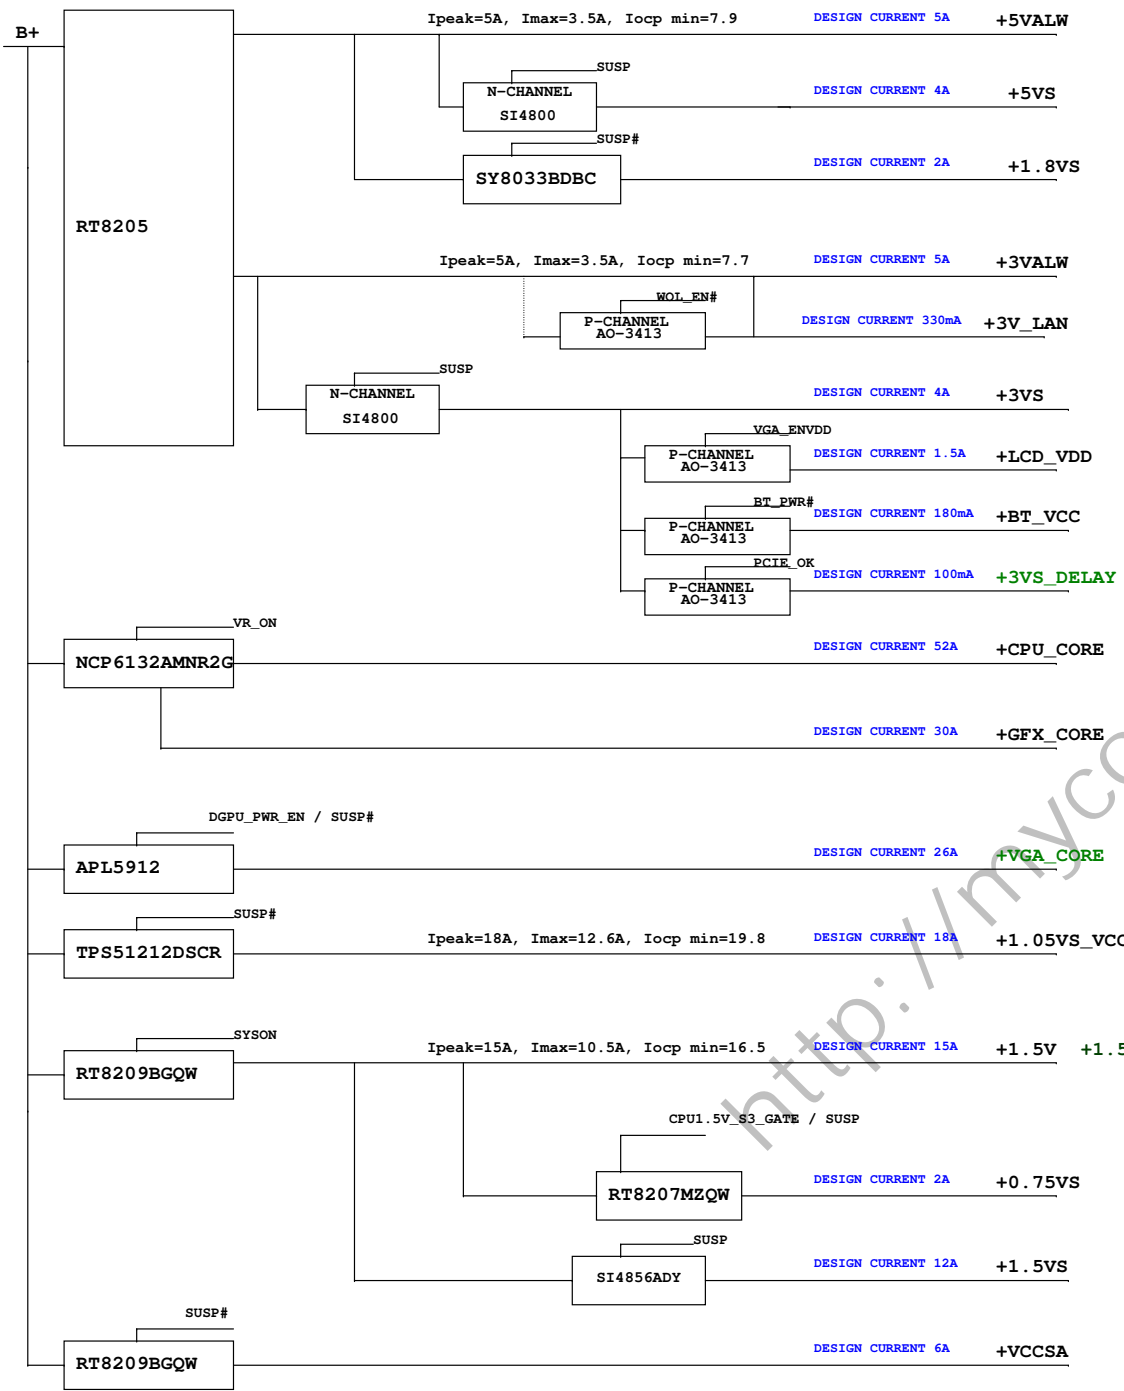 B+
RT8205
Ipeak=5A, Imax=3.5A, Iocp min=7.9 DESIGN CURRENT 5A +5VALW
SUSP
N-CHANNEL
SI4800
DESIGN CURRENT 4A +5VS
SUSP#
SY8033BDBC
DESIGN CURRENT 2A +1.8VS
Ipeak=5A, Imax=3.5A, Iocp min=7.7 DESIGN CURRENT 5A +3VALW
WOL_EN#
P-CHANNEL
AO-3413
DESIGN CURRENT 330mA +3V_LAN
SUSP
N-CHANNEL
SI4800
DESIGN CURRENT 4A +3VS
VGA_ENVDD
P-CHANNEL
AO-3413
DESIGN CURRENT 1.5A +LCD_VDD
BT_PWR#
P-CHANNEL
AO-3413
DESIGN CURRENT 180mA +BT_VCC
PCIE_OK
P-CHANNEL
AO-3413
DESIGN CURRENT 100mA +3VS_DELAY
VR_ON
NCP6132AMNR2G
DESIGN CURRENT 52A +CPU_CORE
DESIGN CURRENT 30A +GFX_CORE
DGPU_PWR_EN / SUSP#
APL5912
DESIGN CURRENT 26A +VGA_CORE
SUSP#
TPS51212DSCR
Ipeak=18A, Imax=12.6A, Iocp min=19.8 DESIGN CURRENT 18A +1.05VS_VCC
SYSON
RT8209BGQW
Ipeak=15A, Imax=10.5A, Iocp min=16.5 DESIGN CURRENT 15A +1.5V +1.5
CPU1.5V_S3_GATE / SUSP
RT8207MZQW
DESIGN CURRENT 2A +0.75VS
SUSP
SI4856ADY
DESIGN CURRENT 12A +1.5VS
SUSP#
RT8209BGQW
DESIGN CURRENT 6A +VCCSA
http://myco